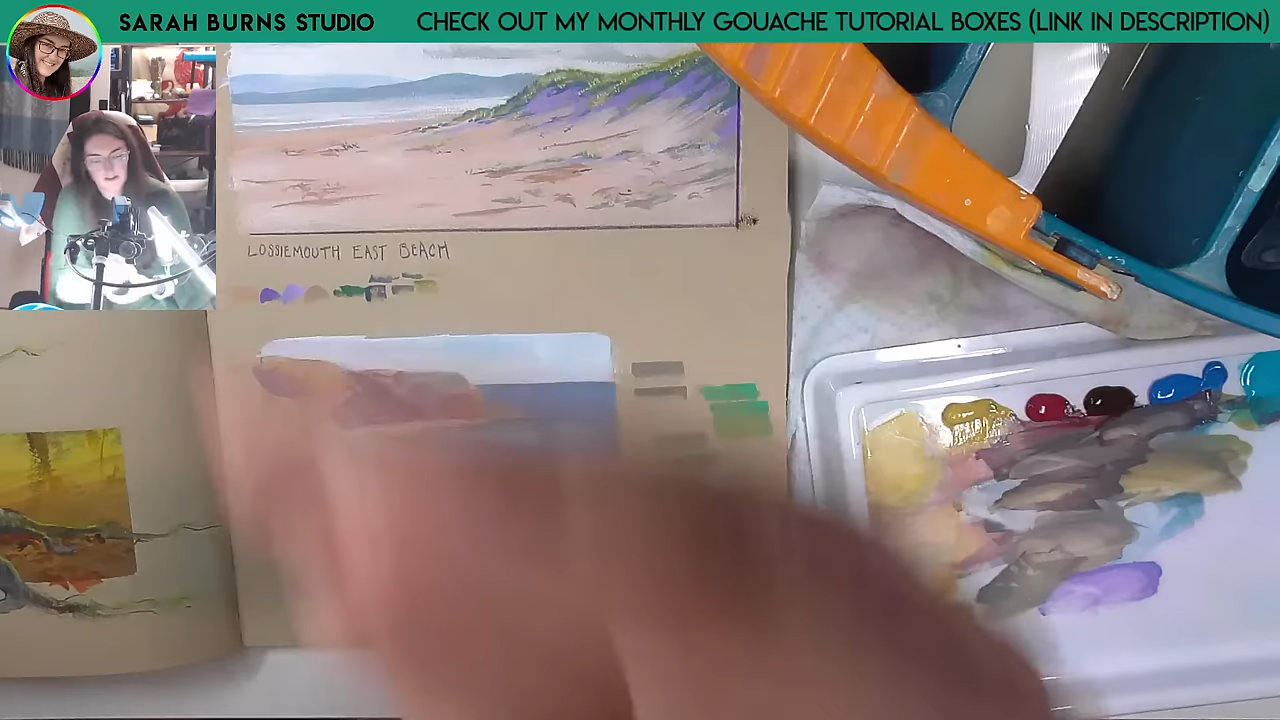 SARAH BURNS STUDIO
CHECK OUT MY MONTHLY GOUACHE TUTORIAL BOXES (LINK IN DESCRIPTION)
LOSSIEMOUTH EAST BEACH